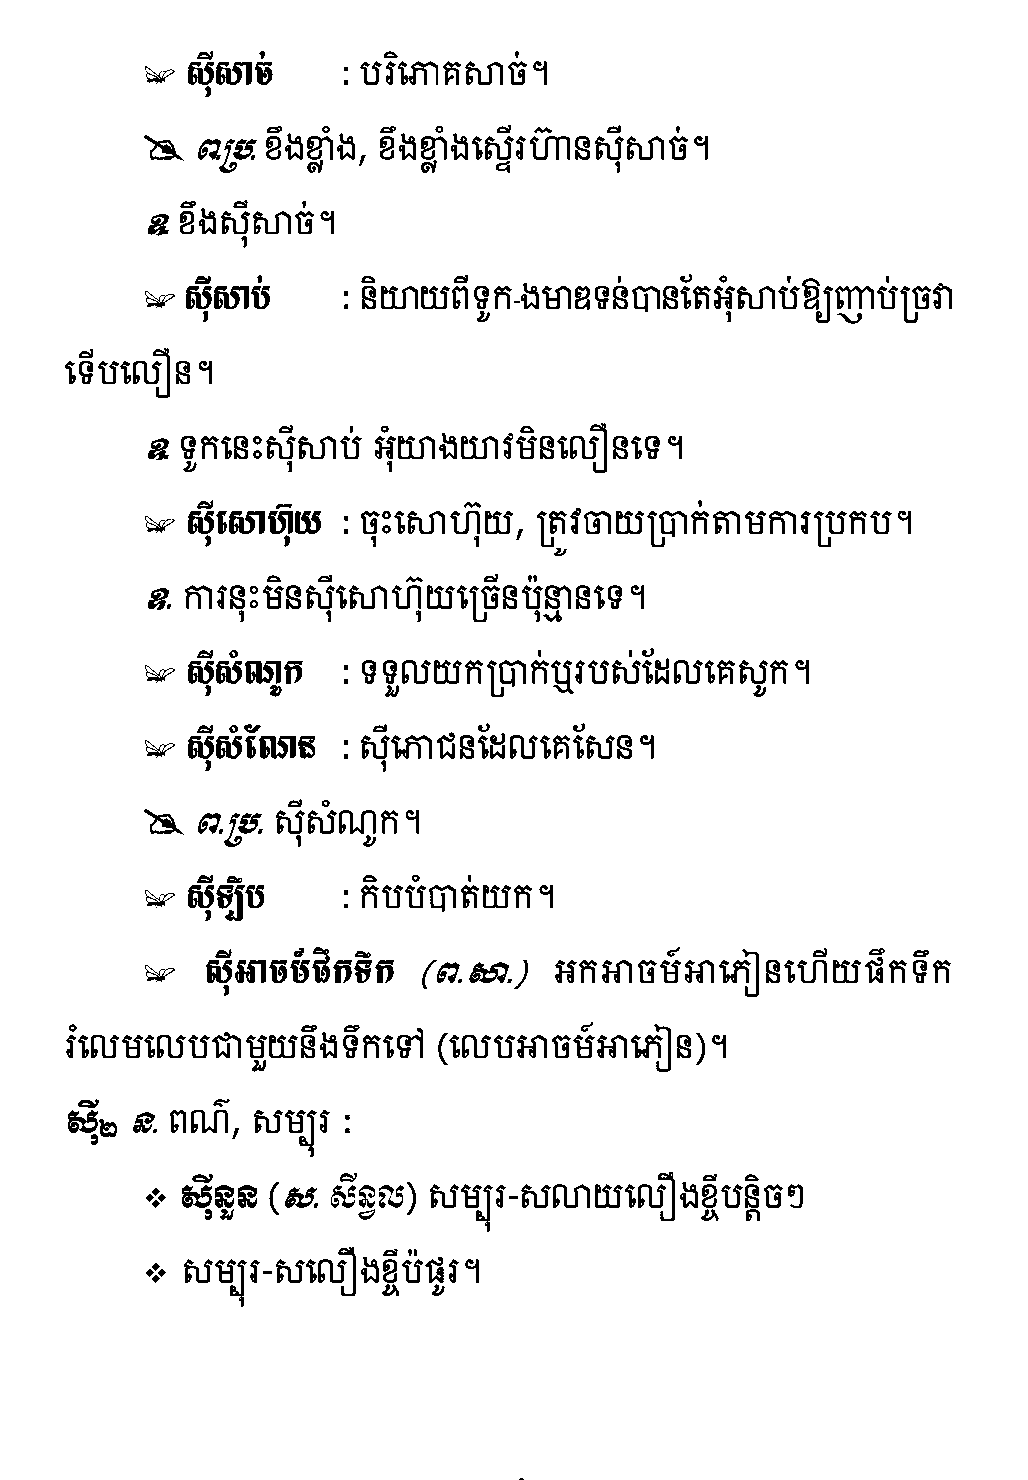 ស៊ីសាច់ : បរិភោគសាច់។
ព.ប្រ. ខឹងខ្លាំង, ខឹងខ្លាំងស្ទើរហ៊ានស៊ីសាច់។
ឧ. ខឹងស៊ីសាច់។
ស៊ីសាប់ : និយាយពីទូក-ងមាឌទន់បានតែអុំសាប់ឱ្យញាប់ច្រវា
ទើបលឿន។
ឧ. ទូកនេះស៊ីសាប់ អុំយាងយាវមិនលឿនទេ។
ស៊ីសោហ៊ុយ : ចុះសោហ៊ុយ, ត្រូវចាយប្រាក់តាមការប្រកប។
ឧ. ការនុះមិនស៊ីសោហ៊ុយច្រើនប៉ុន្មានទេ។
ស៊ីសំណូក : ទទួលយកប្រាក់ឬរបស់ដែលគេសូក។
ស៊ីសំណែន : ស៊ីភោជនដែលគេសែន។
ព.ប្រ. ស៊ីសំណូក។
ស៊ីឡឹប : កិបបំបាត់យក។
ស៊ីអាចម៍ផឹកទឹក (ព.សា.) អកអាចម៍អាភៀនហើយផឹកទឹក
រំលេមលេបជាមួយនឹងទឹកទៅ (លេបអាចម៍អាភៀន)។
ស៊ី២ ន. ពណ៌, សម្បុរ :
❖ ស៊ីនួន (ស. សីនួល) សម្បុរ-សលាយលឿងខ្ចីបន្តិចៗ
❖ សម្បុរ-សលឿងខ្ចីប៉ផូរ។